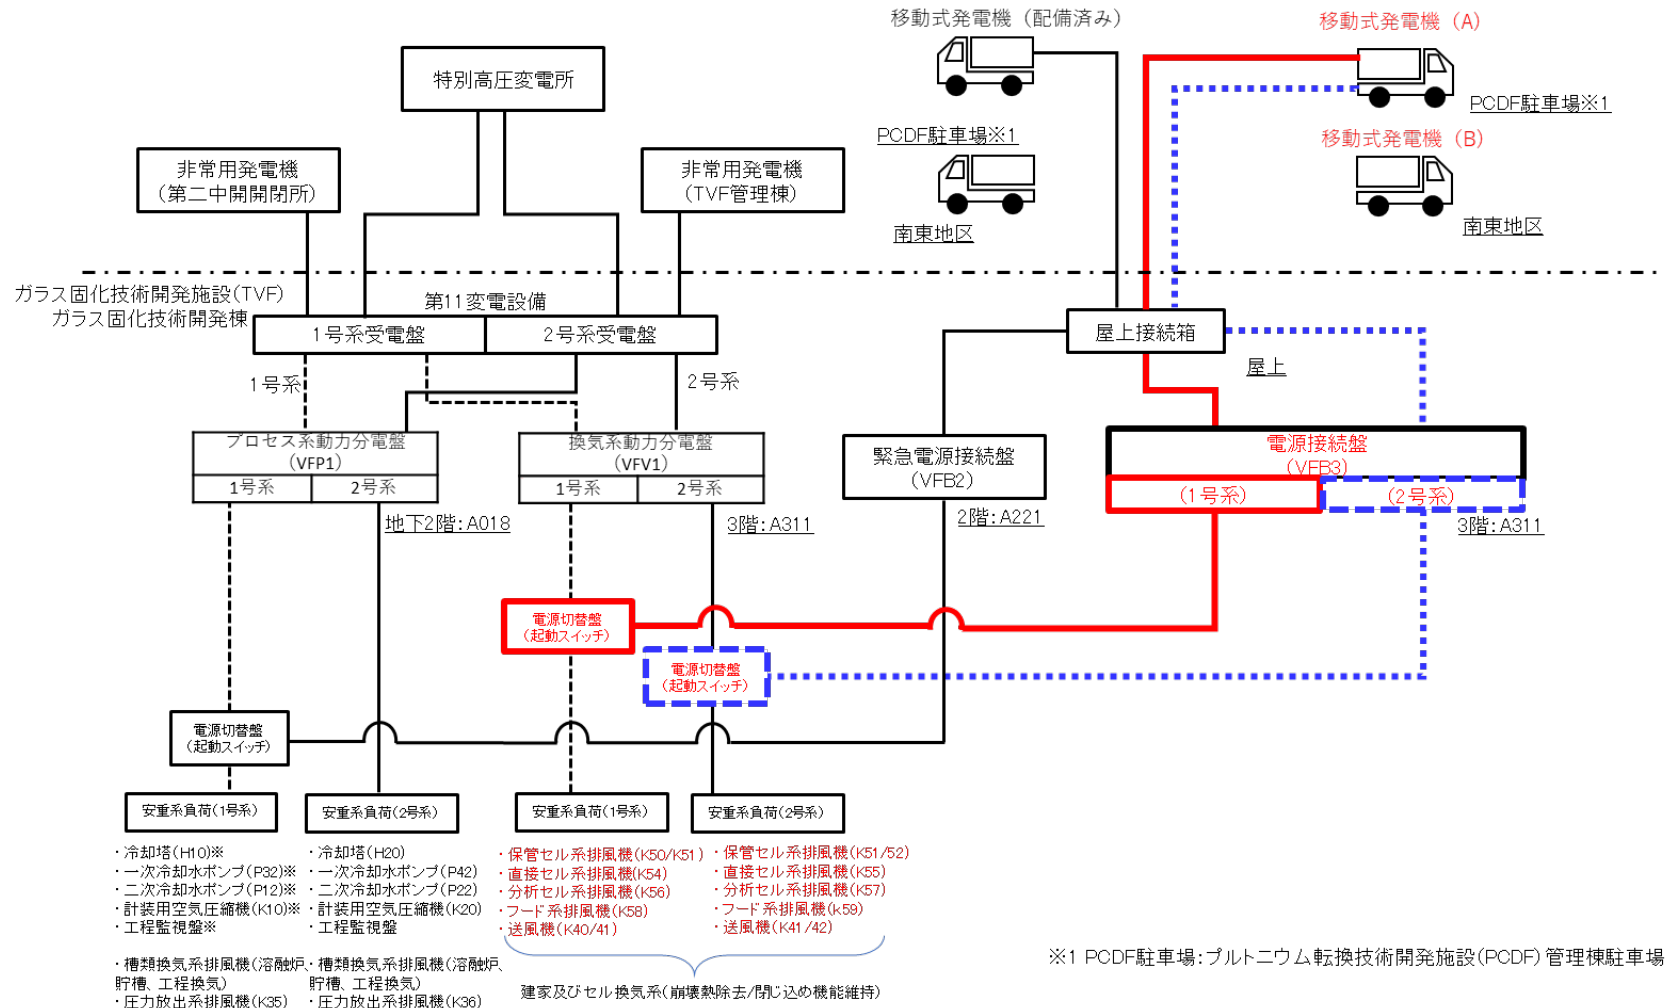 移動式発電機（配備済み）
移動式発電機（A）
特別高圧変電所
PCDF駐車場※1
PCDF駐車場※1
移動式発電機（B）
非常用発電機
（第二中開開閉所）
非常用発電機
（TVF管理棟）
南東地区
南東地区
ガラス固化技術開発施設(TVF)
ガラス固化技術開発棟
第11変電設備
1号系受電盤
2号系受電盤
屋上接続箱
屋上
1号系
2号系
プロセス系動力分電盤
(VFP1)
1号系
2号系
地下2階:A018
換気系動力分電盤
(VFV1)
1号系
2号系
3階:A311
緊急電源接続盤
(VFB2)
2階:A221
電源接続盤
(VFB3)
(1号系)
(2号系)
3階:A311
電源切替盤
(起動スイッチ)
電源切替盤
(起動スイッチ)
電源切替盤
(起動スイッチ)
安重系負荷(1号系)
安重系負荷(2号系)
安重系負荷(1号系)
安重系負荷(2号系)
・冷却塔(H10)※
・一次冷却水ポンプ(P32)※
・二次冷却水ポンプ(P12)※
・計装用空気圧縮機(K10)※
・工程監視盤※
・槽類換気系排風機(溶融炉、
貯槽、工程換気)
・圧力放出系排風機(K35)
・冷却塔(H20)
・一次冷却水ポンプ(P42)
・二次冷却水ポンプ(P22)
・計装用空気圧縮機(K20)
・工程監視盤
・槽類換気系排風機(溶融炉、
貯槽、工程換気)
・圧力放出系排風機(K36)
・保管セル系排風機(K50/K51)
・直接セル系排風機(K54)
・分析セル系排風機(K56)
・フード系排風機(K58)
・送風機(K40/41)
・保管セル系排風機(K51/52)
・直接セル系排風機(K55)
・分析セル系排風機(K57)
・フード系排風機(k59)
・送風機(K41/42)
建家及びセル換気系(崩壊熱除去/閉じ込め機能維持)
※1 PCDF駐車場:プルトニウム転換技術開発施設(PCDF)管理棟駐車場